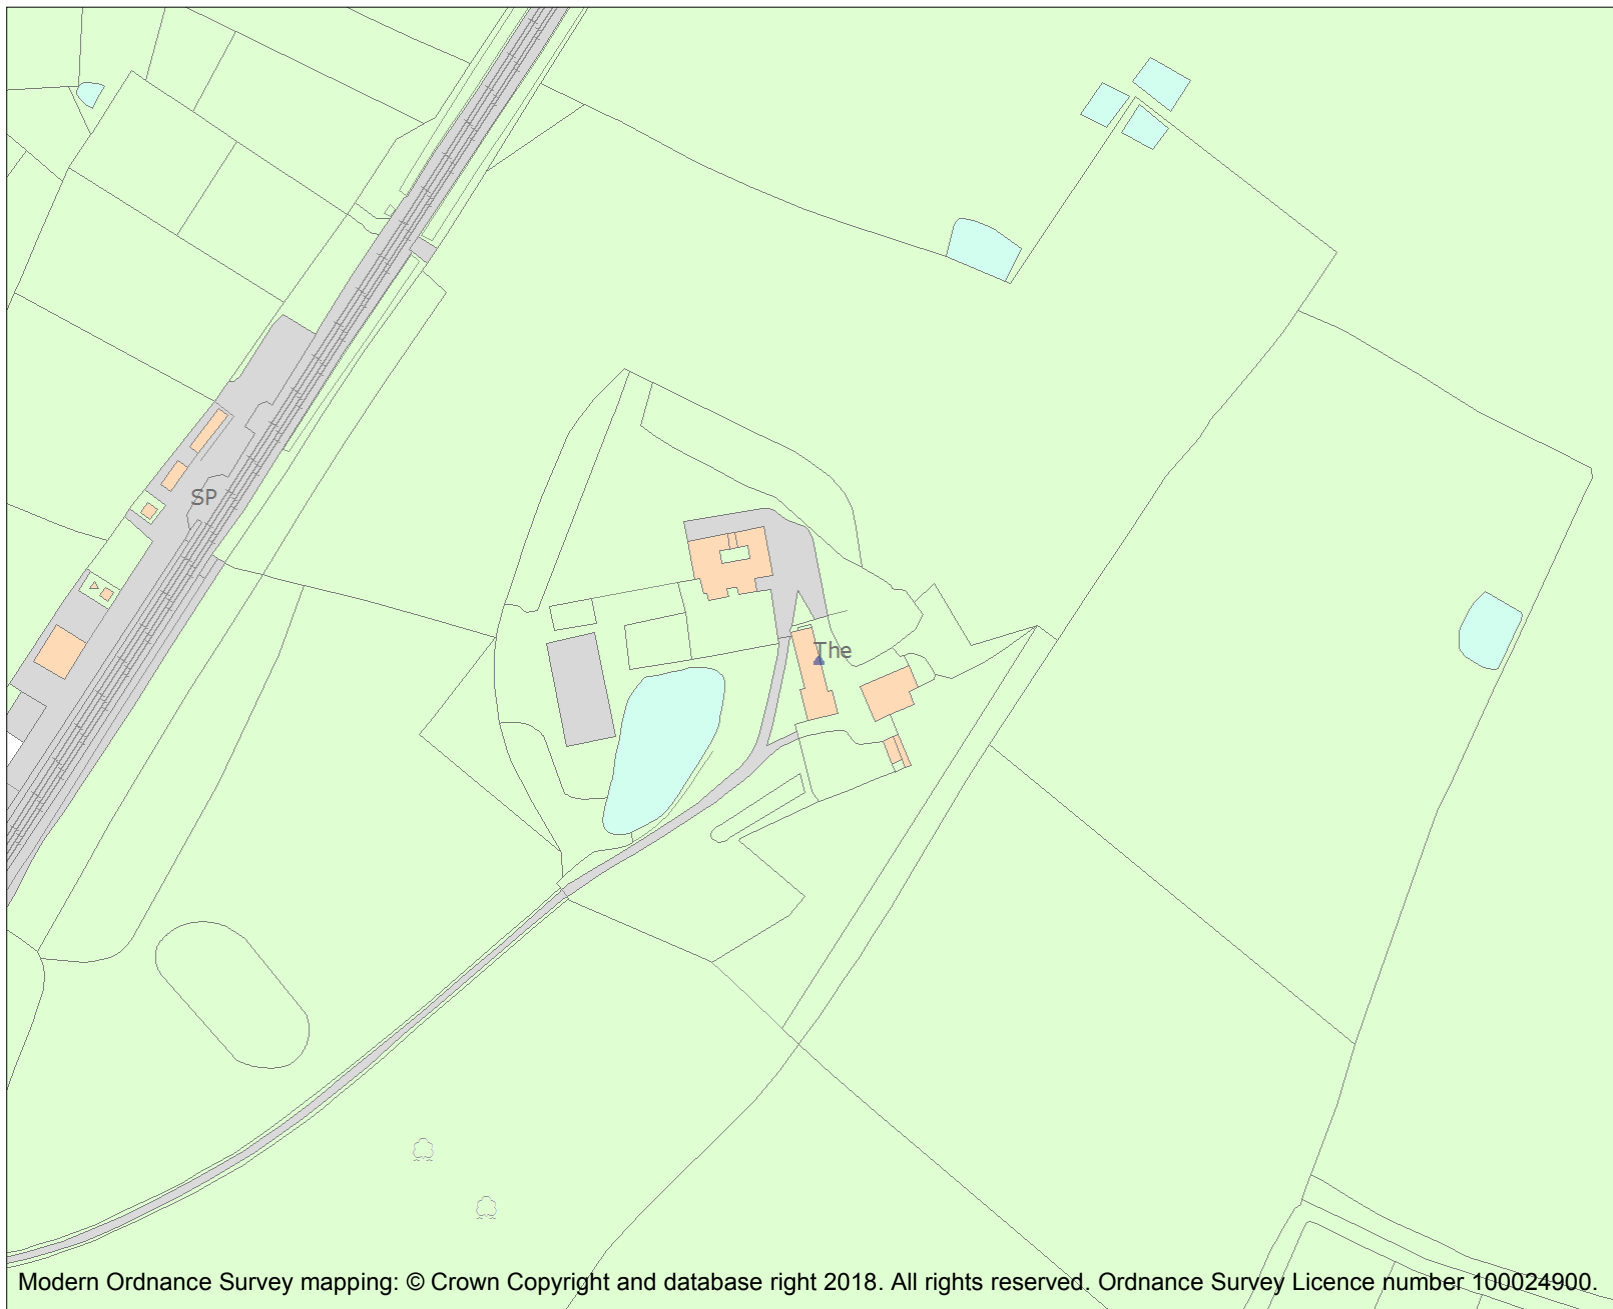 SP
The
Modern Ordnance Survey mapping: © Crown Copyright and database right 2018. All rights reserved. Ordnance Survey Licence number 100024900.